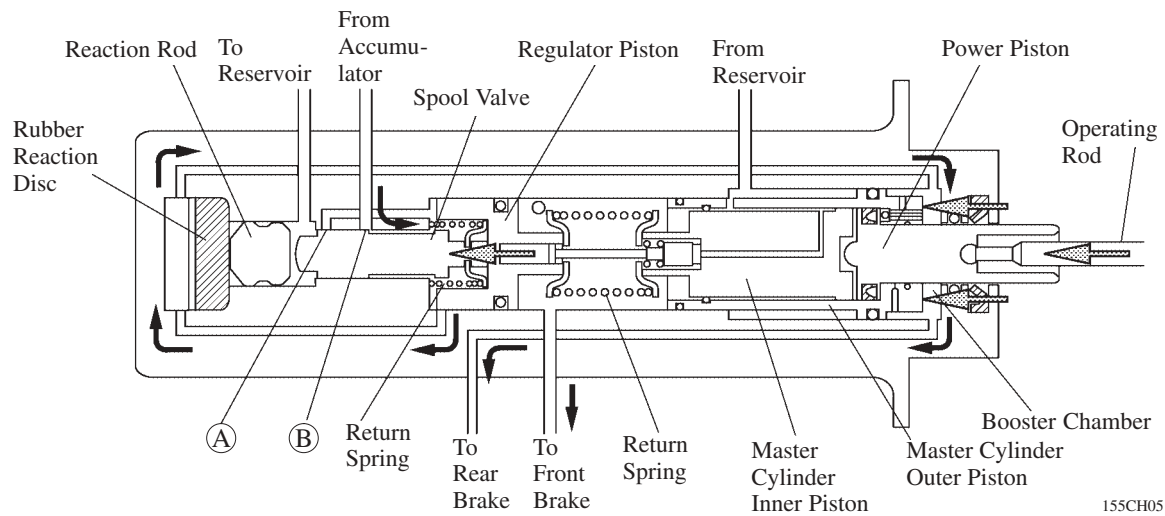 Reaction Rod
To
Reservoir
From
Accumu-
lator
Regulator Piston
Spool Valve
From
Reservoir
Power Piston
Rubber
Reaction
Disc
Operating
Rod
A
B
Return
Spring
To
Rear
Brake
To
Front
Brake
Return
Spring
Master
Cylinder
Inner Piston
Booster Chamber
Master Cylinder
Outer Piston
155CH05